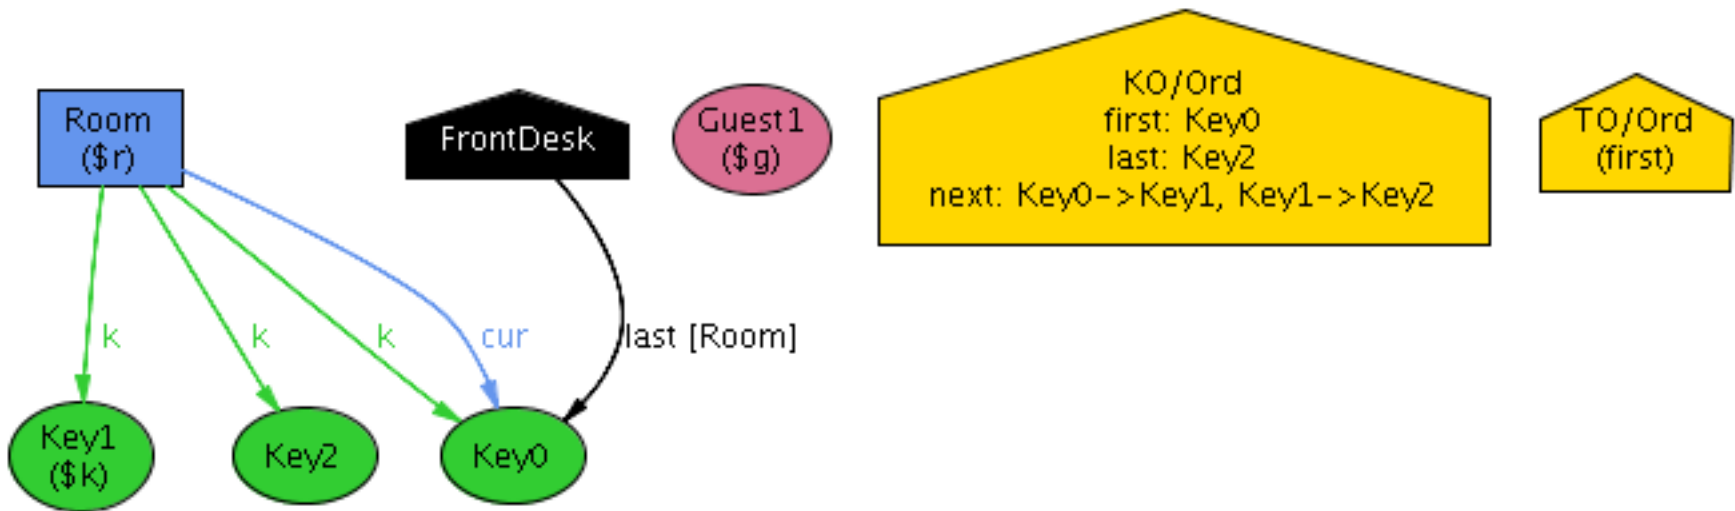 Room
($r)
FrontDesk
Guest1
($g)
KO/Ord
first: Key0
last: Key2
next: Key0->Key1, Key1->Key2
TO/Ord
(first)
k
k
k
cur
last [Room]
Key1
($k)
Key2
Key0